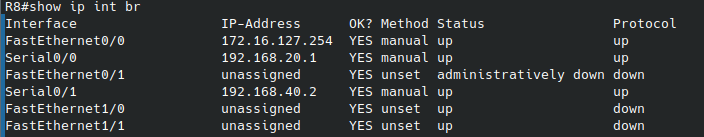 R8#show ip int br
Interface IP-Address OK? Method Status Protocol
FastEthernet0/0 172.16.127.254 YES manual up up
Serial0/0 192.168.20.1 YES manual up up
FastEthernet0/1 unassigned YES unset administratively down down
Serial0/1 192.168.40.2 YES manual up up
FastEthernet1/0 unassigned YES unset up down
FastEthernet1/1 unassigned YES unset up down